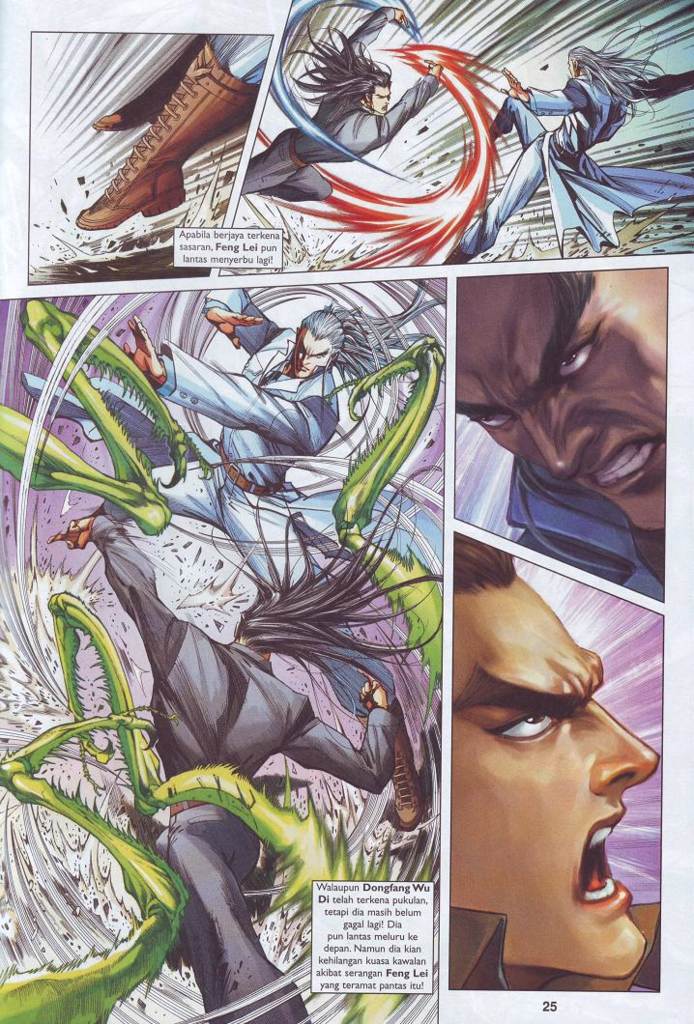 Apabila berjaya terkena
sasaran, Feng Lei pun
lantas menyerbu lagi!
Walaupun Dongfang Wu
Di telah terkena pukulan,
tetapi dia masih belum
gagal lagi! Dia
pun lantas meluru ke
depan. Namun dia kian
kehilangan kuasa kawalan
akibat serangan Feng Lei
yang teramat pantas itu!
25